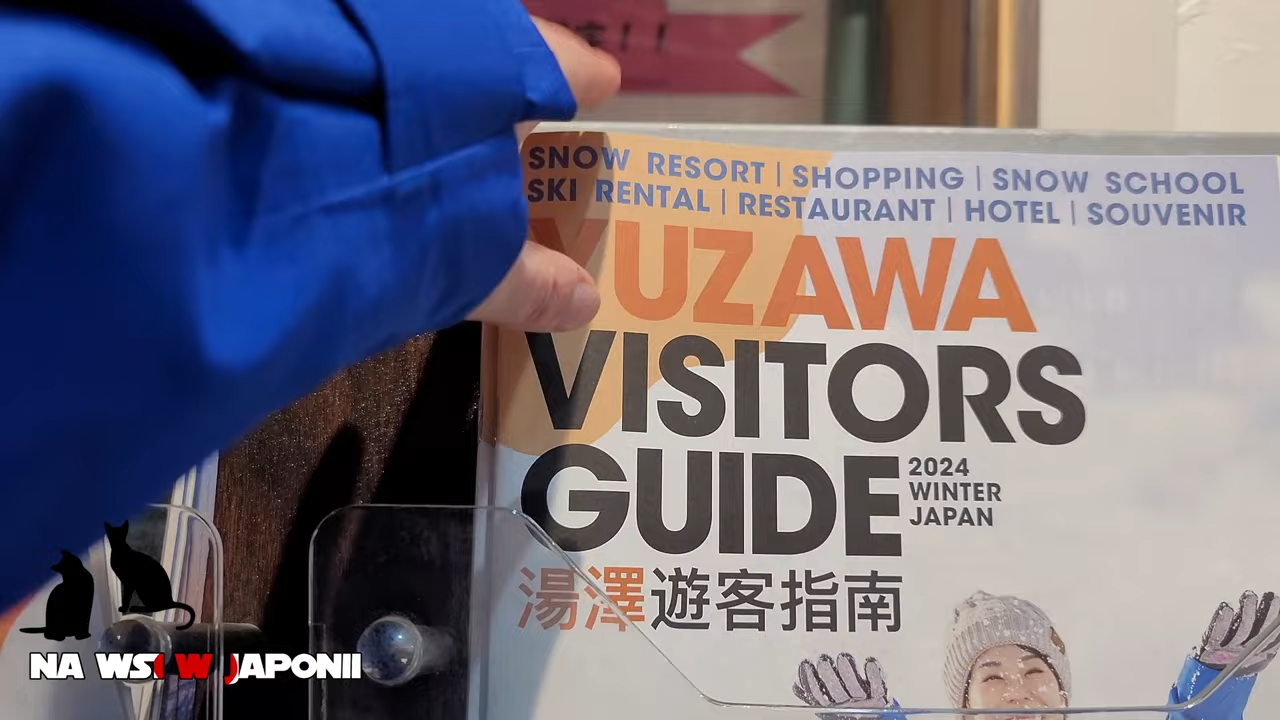 !!
SNOW RESORT | SHOPPING | SNOW SCHOOL
SKI RENTAL | RESTAURANT | HOTEL | SOUVENIR
YUZAWA
VISITORS
GUIDE
2024
WINTER
JAPAN
湯澤遊客指南
NA WSI W JAPONII